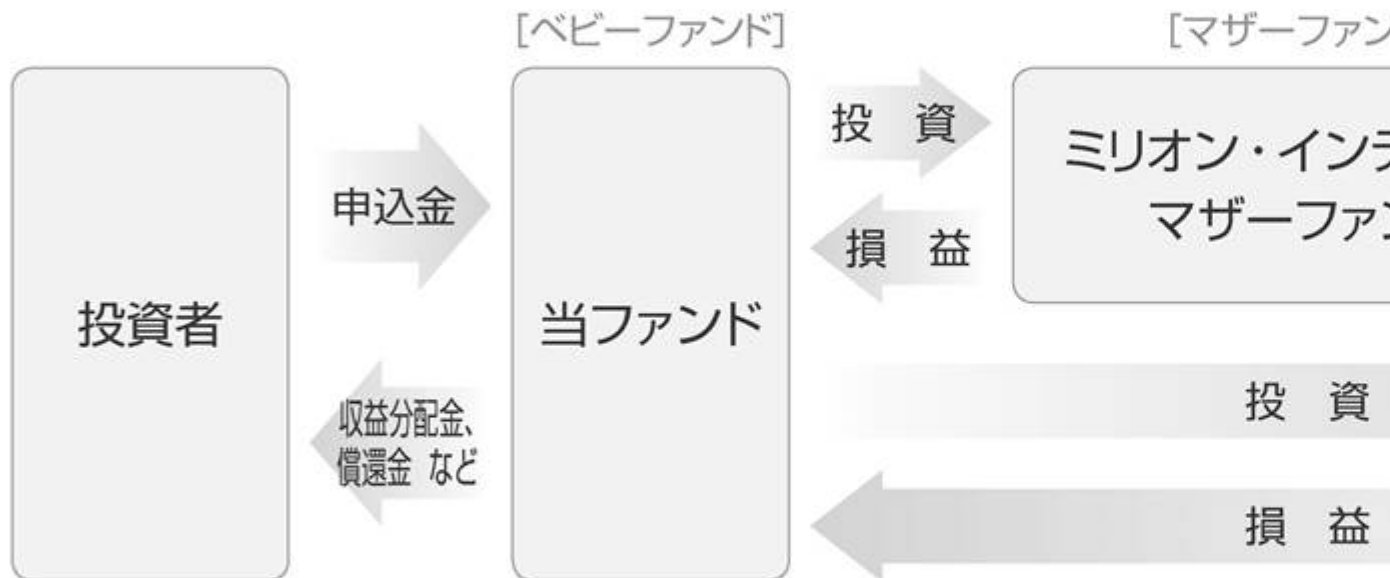 [ベビーファンド]
[マザーファン
投資者
申込金
収益分配金、
償還金 など
当ファンド
投 資
損 益
ミリオン・インデ
マザーファン
投 資
損 益